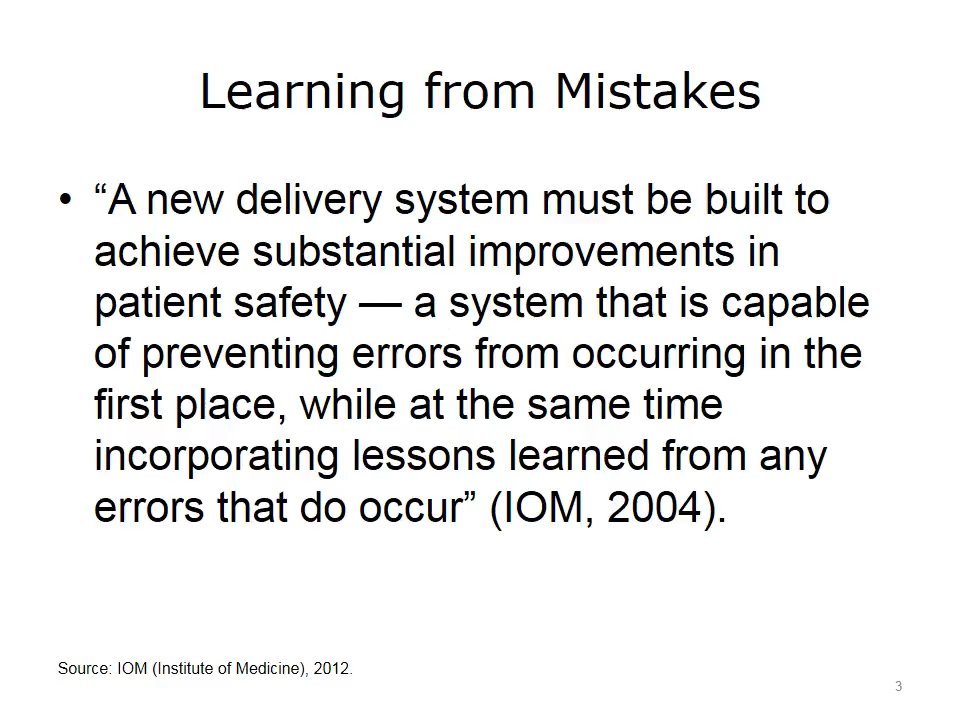 Learning from Mistakes
• “A new delivery system must be built to
achieve substantial improvements in
patient safety — a system that is capable
of preventing errors from occurring in the
first place, while at the same time
incorporating lessons learned from any
errors that do occur” (IOM, 2004).
Source: IOM (Institute of Medicine), 2012.
3